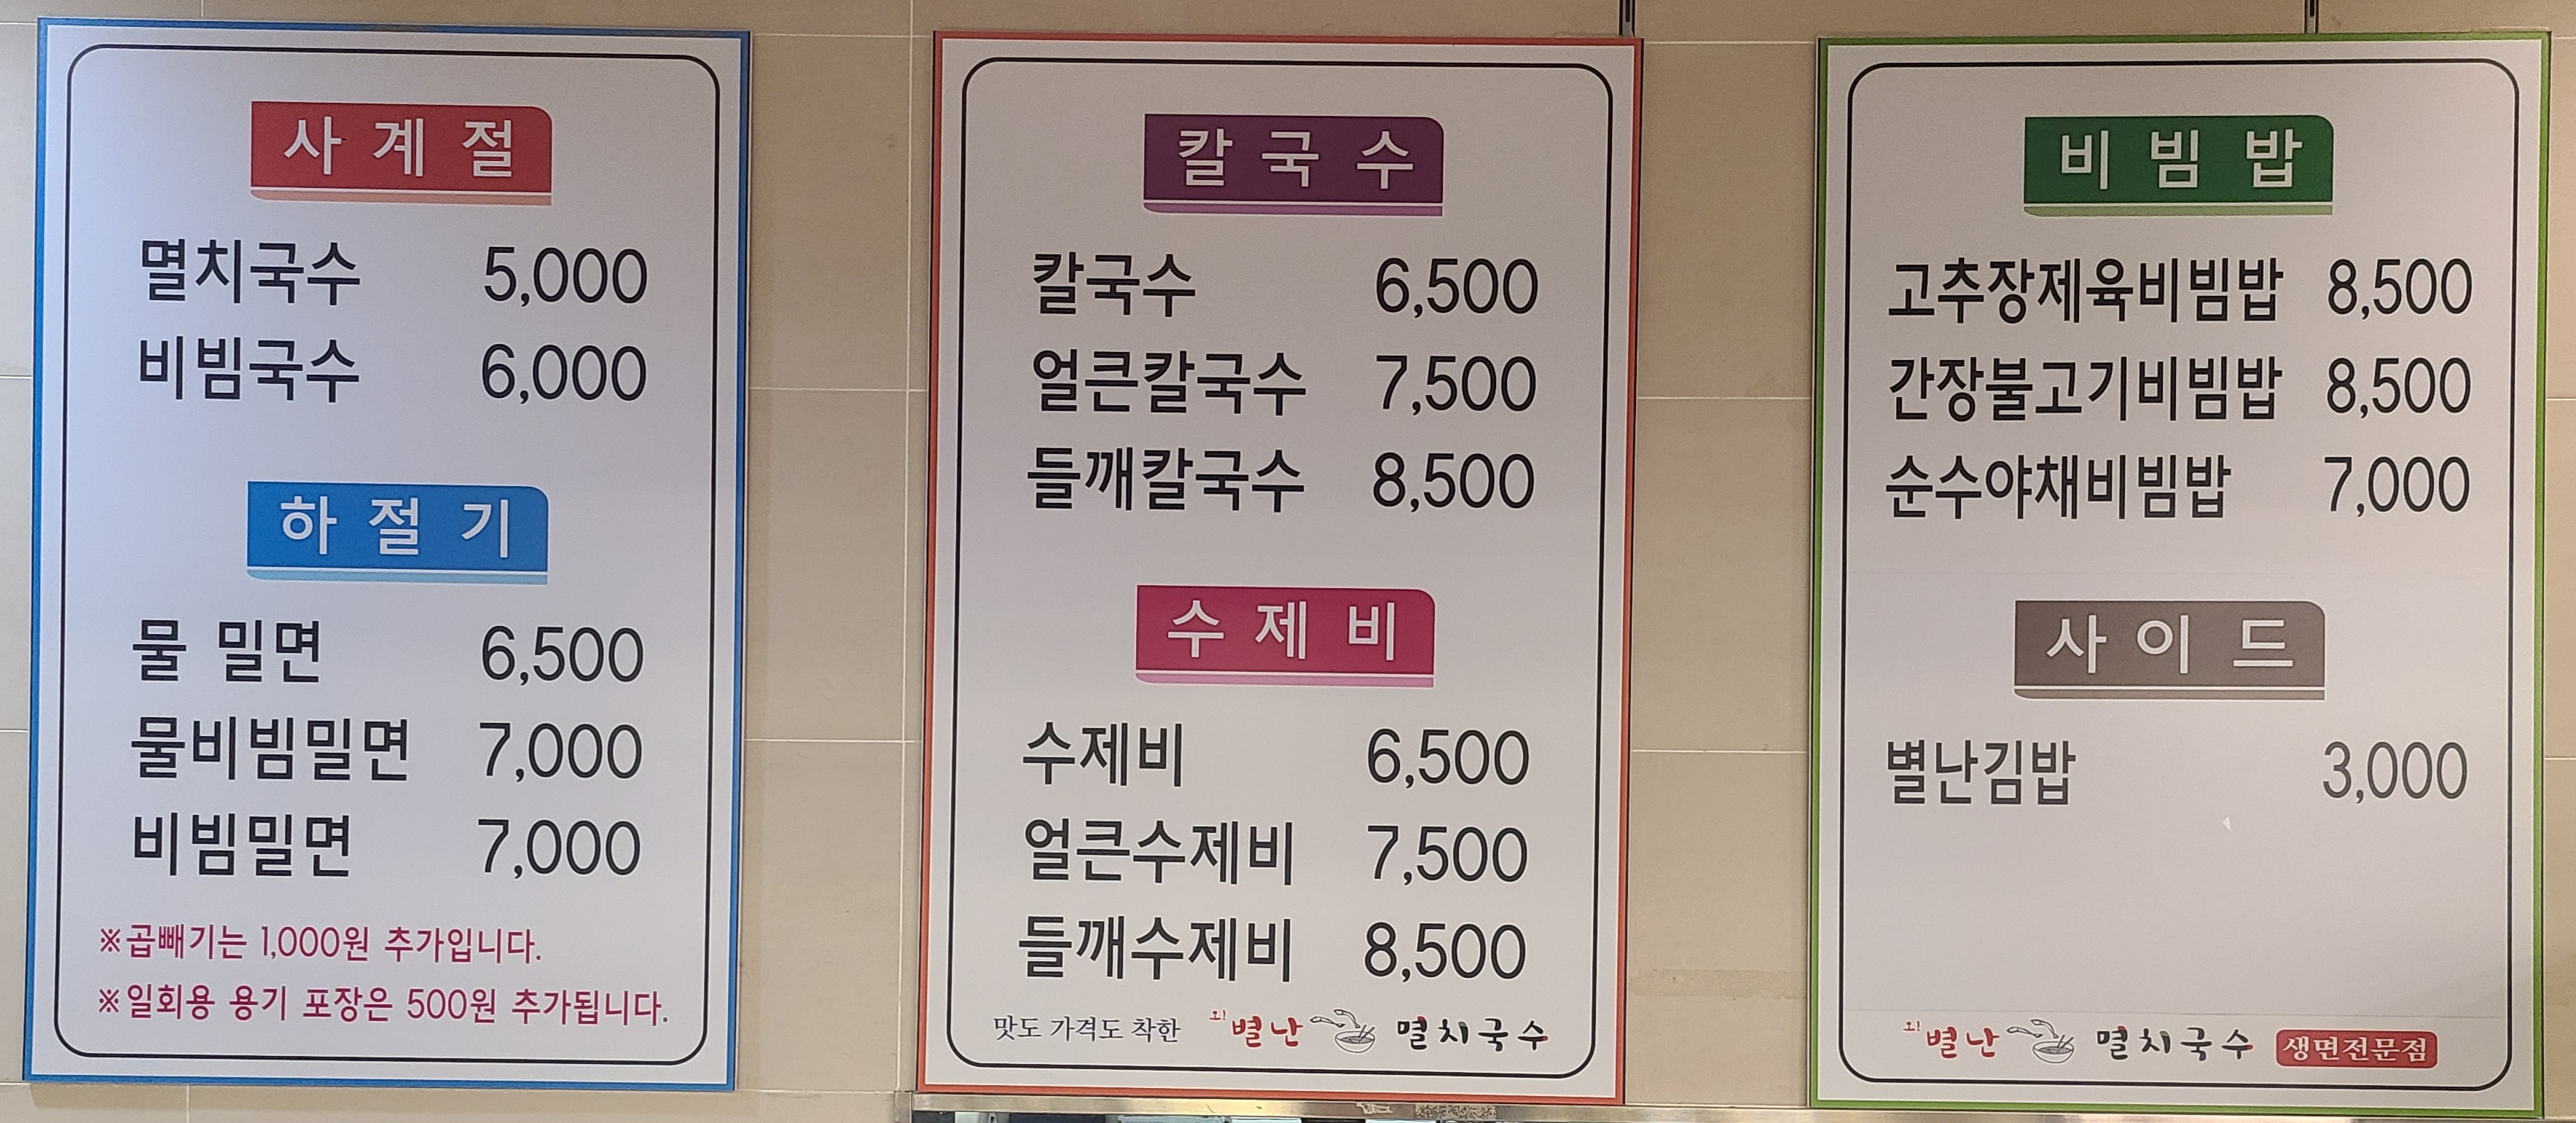 사계절
멸치국수 5,000
비빔국수 6,000
하절기
물 밀면 6,500
물비빔밀면 7,000
비빔밀면 7,000
※곱빼기는 1,000원 추가입니다.
※일회용 용기 포장은 500원 추가됩니다.
칼국수
칼국수 6,500
얼큰칼국수 7,500
들깨칼국수 8,500
수제비
수제비 6,500
얼큰수제비 7,500
들깨수제비 8,500
맛도 가격도 착한 오! 별난 멸치국수
비빔밥
고추장제육비빔밥 8,500
간장불고기비빔밥 8,500
순수야채비빔밥 7,000
사이드
별난김밥 3,000
오! 별난 멸치국수 생면전문점